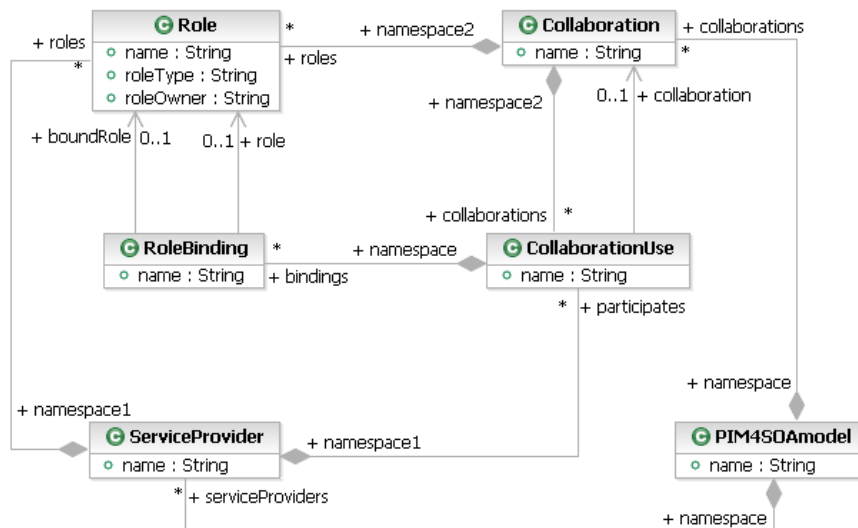 Role
name : String
roleType : String
roleOwner : String
+ roles
*
*
+ roles
+ namespace2
Collaboration
name : String
+ collaborations
*
+ namespace2
0..1
+ collaboration
+ boundRole
0..1
0..1
+ role
+ collaborations
*
RoleBinding
name : String
*
+ bindings
+ namespace
CollaborationUse
name : String
*
+ participates
+ namespace1
ServiceProvider
name : String
+ namespace1
+ namespace
PIM4SOAmodel
name : String
*
+ serviceProviders
+ namespace